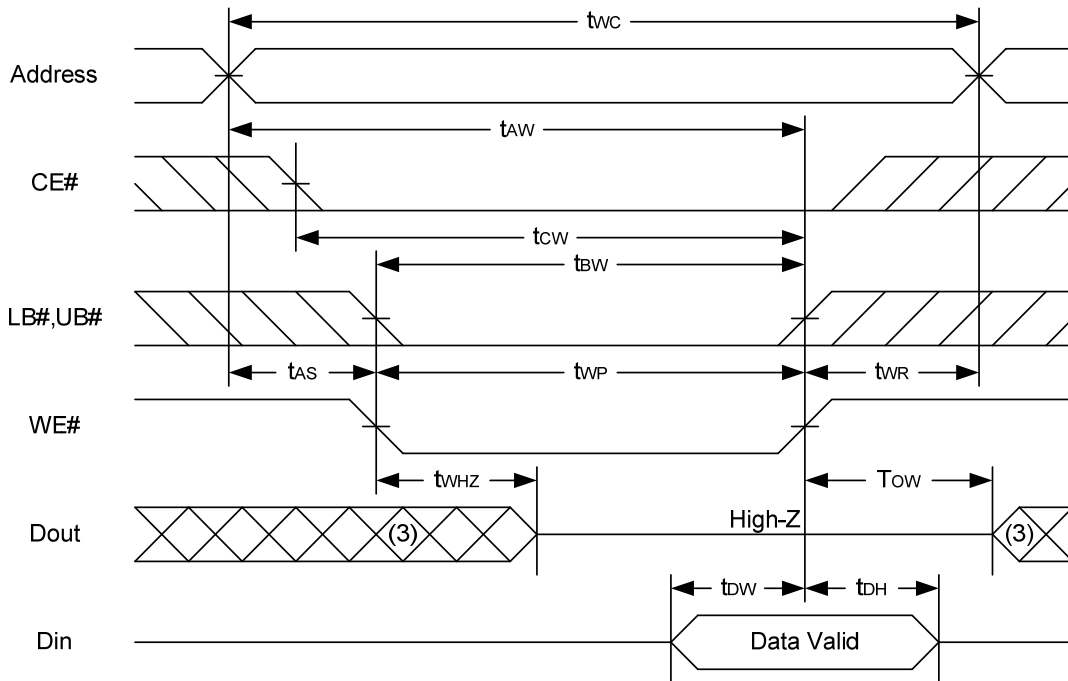 tWC
Address
tAW
CE#
tCW
tBW
LB#,UB#
tAS
tWP
tWR
WE#
tWHZ
TOW
High-Z
Dout
(3)
(3)
tDW
tDH
Din
Data Valid